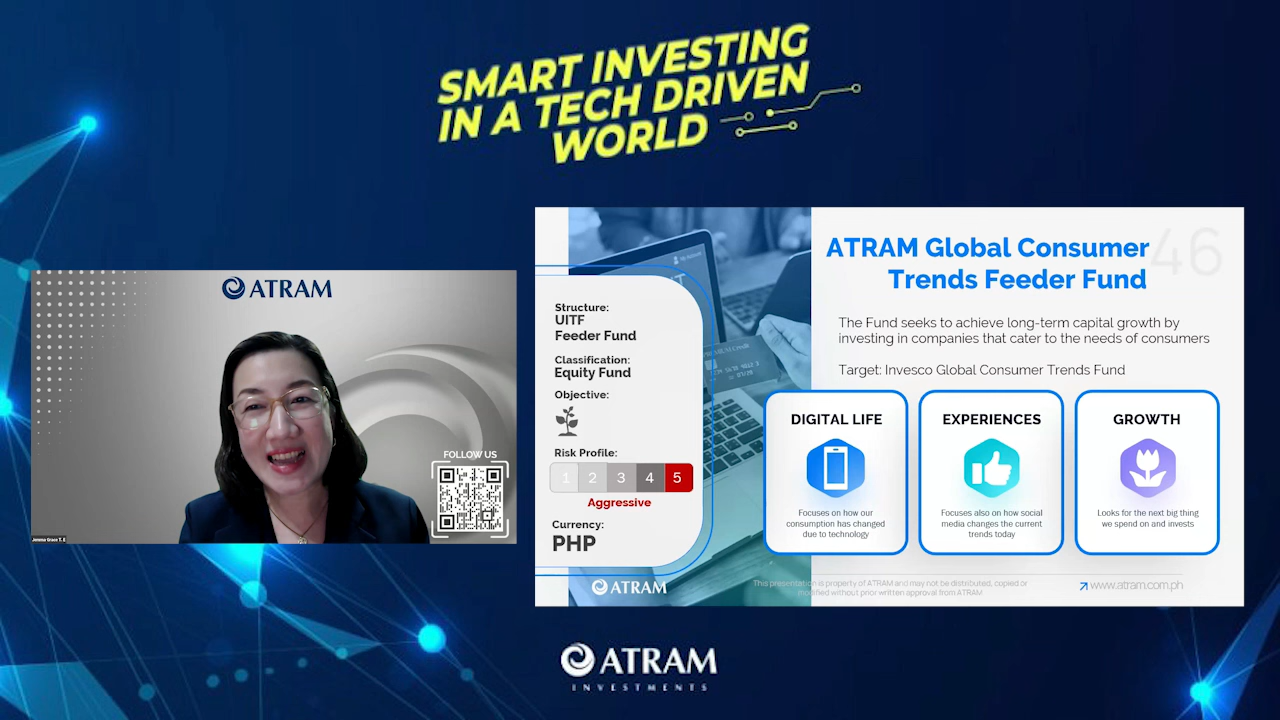 SMART INVESTING
IN A TECH DRIVEN
WORLD
ATRAM
FOLLOW US
46
ATRAM Global Consumer
Trends Feeder Fund
The Fund seeks to achieve long-term capital growth by
investing in companies that cater to the needs of consumers
Target: Invesco Global Consumer Trends Fund
Structure:
UITF
Feeder Fund
Classification:
Equity Fund
Objective:
Risk Profile:
1 2 3 4 5
Aggressive
Currency:
PHP
DIGITAL LIFE
Focuses on how our
consumption has changed
due to technology
EXPERIENCES
Focuses also on how social
media changes the current
trends today
GROWTH
Looks for the next big thing
we spend on and invests
ATRAM
This presentation is property of ATRAM and may not be distributed, copied or
modified without prior written approval from ATRAM
www.atram.com.ph
ATRAM
INVESTMENTS